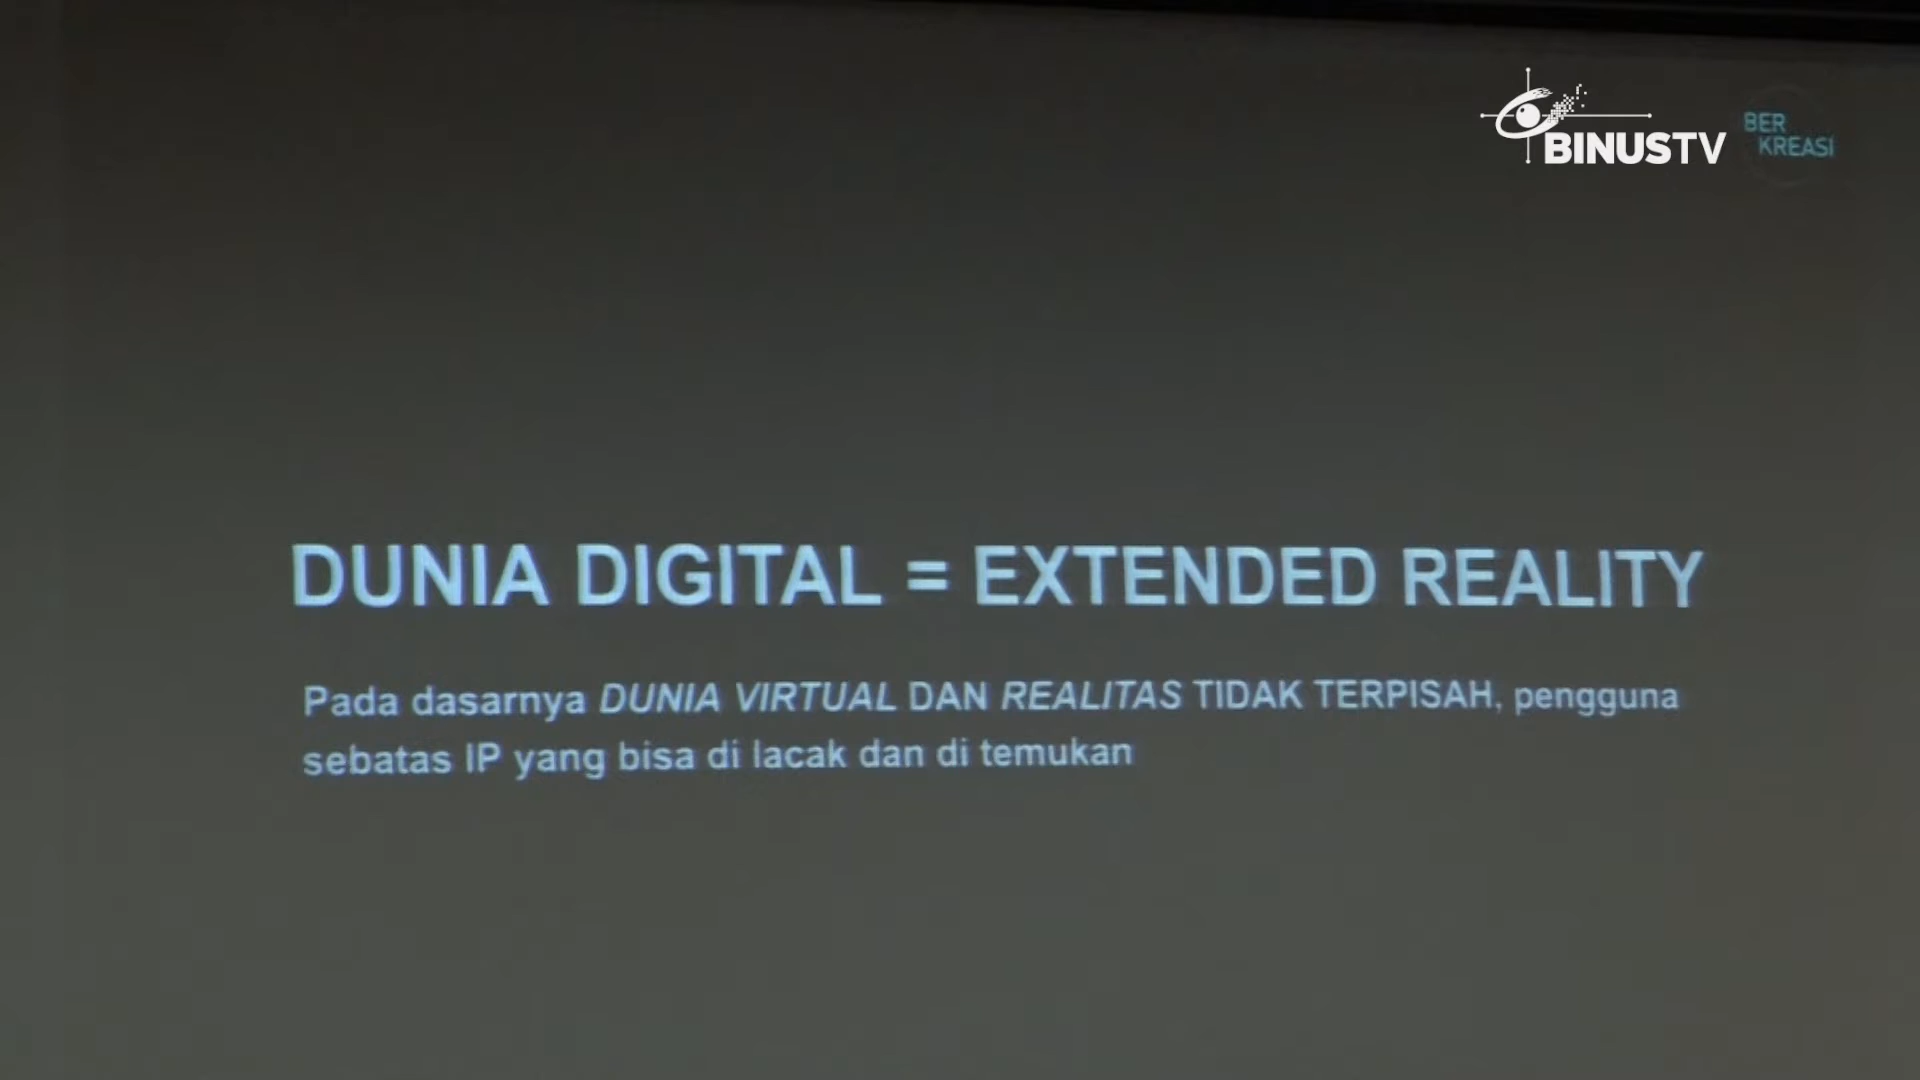 BINUSTV
BER
KREASI
DUNIA DIGITAL = EXTENDED REALITY
Pada dasarnya DUNIA VIRTUAL DAN REALITAS TIDAK TERPISAH, pengguna
sebatas IP yang bisa di lacak dan di temukan